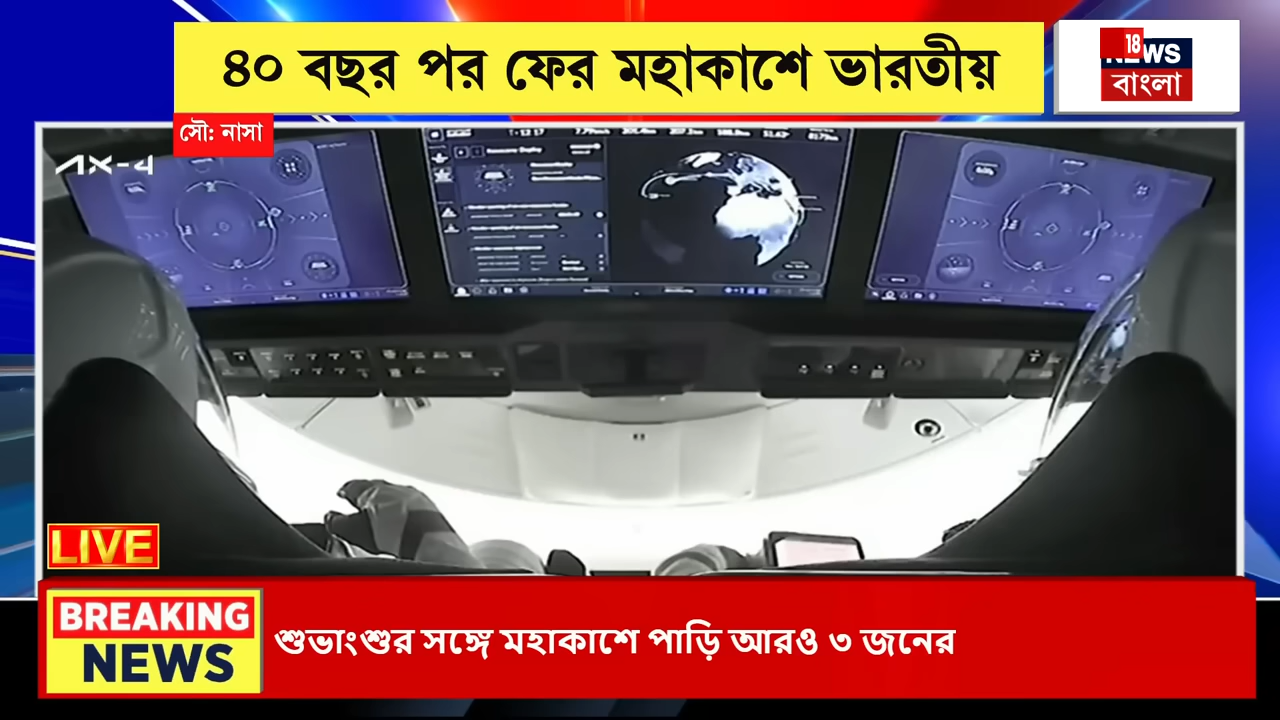 ৪০ বছর পর ফের মহাকাশে ভারতীয়
18
NEWS
বাংলা
সৌ: নাসা
AX-4
LIVE
BREAKING
NEWS
শুভাংশুর সঙ্গে মহাকাশে পাড়ি আরও ৩ জনের